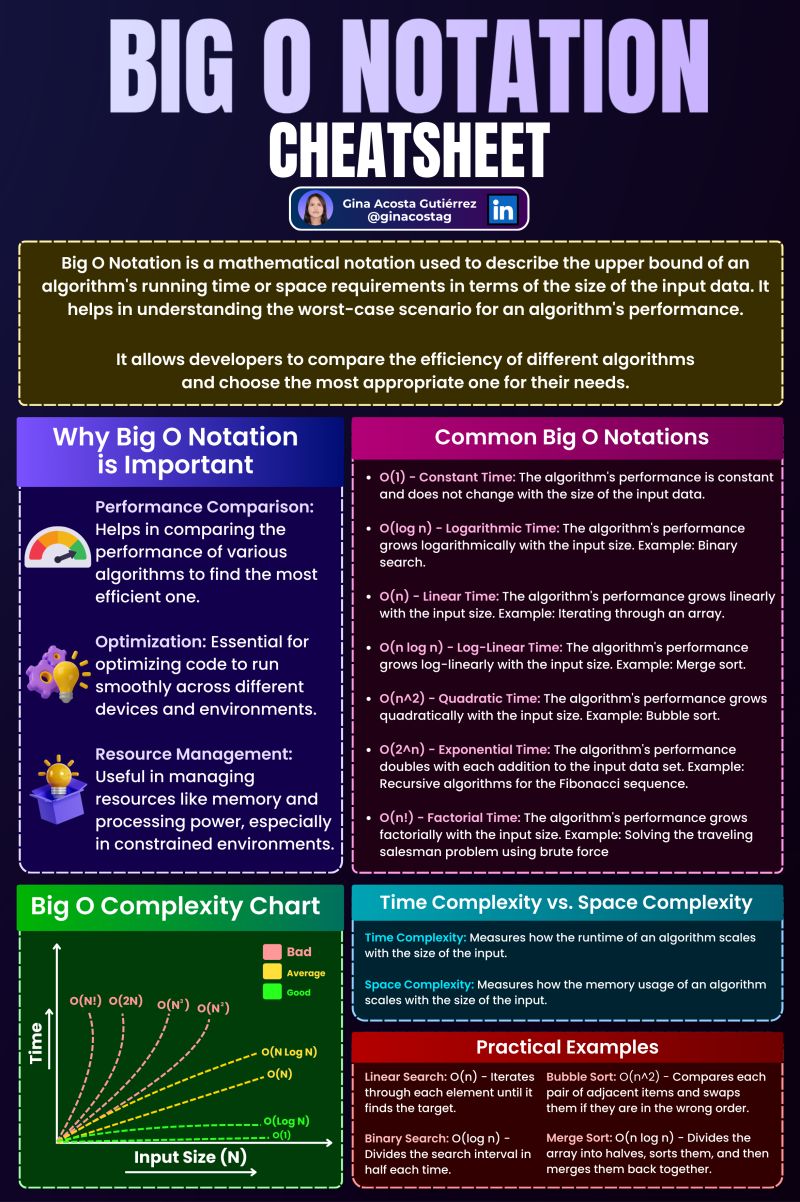 BIG O NOTATION
CHEATSHEET
Gina Acosta Gutiérrez
@ginacostag
in
Big O Notation is a mathematical notation used to describe the upper bound of an
algorithm's running time or space requirements in terms of the size of the input data. It
helps in understanding the worst-case scenario for an algorithm's performance.
It allows developers to compare the efficiency of different algorithms
and choose the most appropriate one for their needs.
Why Big O Notation
is Important
Performance Comparison:
Helps in comparing the
performance of various
algorithms to find the most
efficient one.
Optimization: Essential for
optimizing code to run
smoothly across different
devices and environments.
Resource Management:
Useful in managing
resources like memory and
processing power, especially
in constrained environments.
Common Big O Notations
• O(1) - Constant Time: The algorithm's performance is constant
and does not change with the size of the input data.
• O(log n) - Logarithmic Time: The algorithm's performance
grows logarithmically with the input size. Example: Binary
search.
• O(n) - Linear Time: The algorithm's performance grows linearly
with the input size. Example: Iterating through an array.
• O(n log n) - Log-Linear Time: The algorithm's performance
grows log-linearly with the input size. Example: Merge sort.
• O(n^2) - Quadratic Time: The algorithm's performance grows
quadratically with the input size. Example: Bubble sort.
• O(2^n) - Exponential Time: The algorithm's performance
doubles with each addition to the input data set. Example:
Recursive algorithms for the Fibonacci sequence.
• O(n!) - Factorial Time: The algorithm's performance grows
factorially with the input size. Example: Solving the traveling
salesman problem using brute force
Big O Complexity Chart
Bad
Average
Good
O(N!) O(2N) O(N³) O(N²)
O(N Log N)
O(N)
O(Log N)
O(1)
Time
Input Size (N)
Time Complexity vs. Space Complexity
Time Complexity: Measures how the runtime of an algorithm scales
with the size of the input.
Space Complexity: Measures how the memory usage of an algorithm
scales with the size of the input.
Practical Examples
Linear Search: O(n) - Iterates
through each element until it
finds the target.
Binary Search: O(log n) -
Divides the search interval in
half each time.
Bubble Sort: O(n^2) - Compares each
pair of adjacent items and swaps
them if they are in the wrong order.
Merge Sort: O(n log n) - Divides the
array into halves, sorts them, and then
merges them back together.